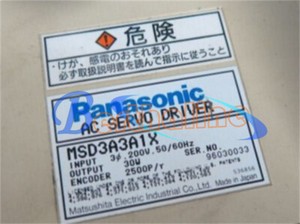 危険
・けが、感電のおそれあり
必ず取扱説明書を読んで指示に従うこと
Panasonic
AC SERVO DRIVER
MSD3A3A1X
INPUT 3φ,200V,50/60Hz
OUTPUT 30W
ENCODER 2500P/r
SER.NO. 96030033
Matsushita Electric Industrial Co., Ltd.
Made in Japan